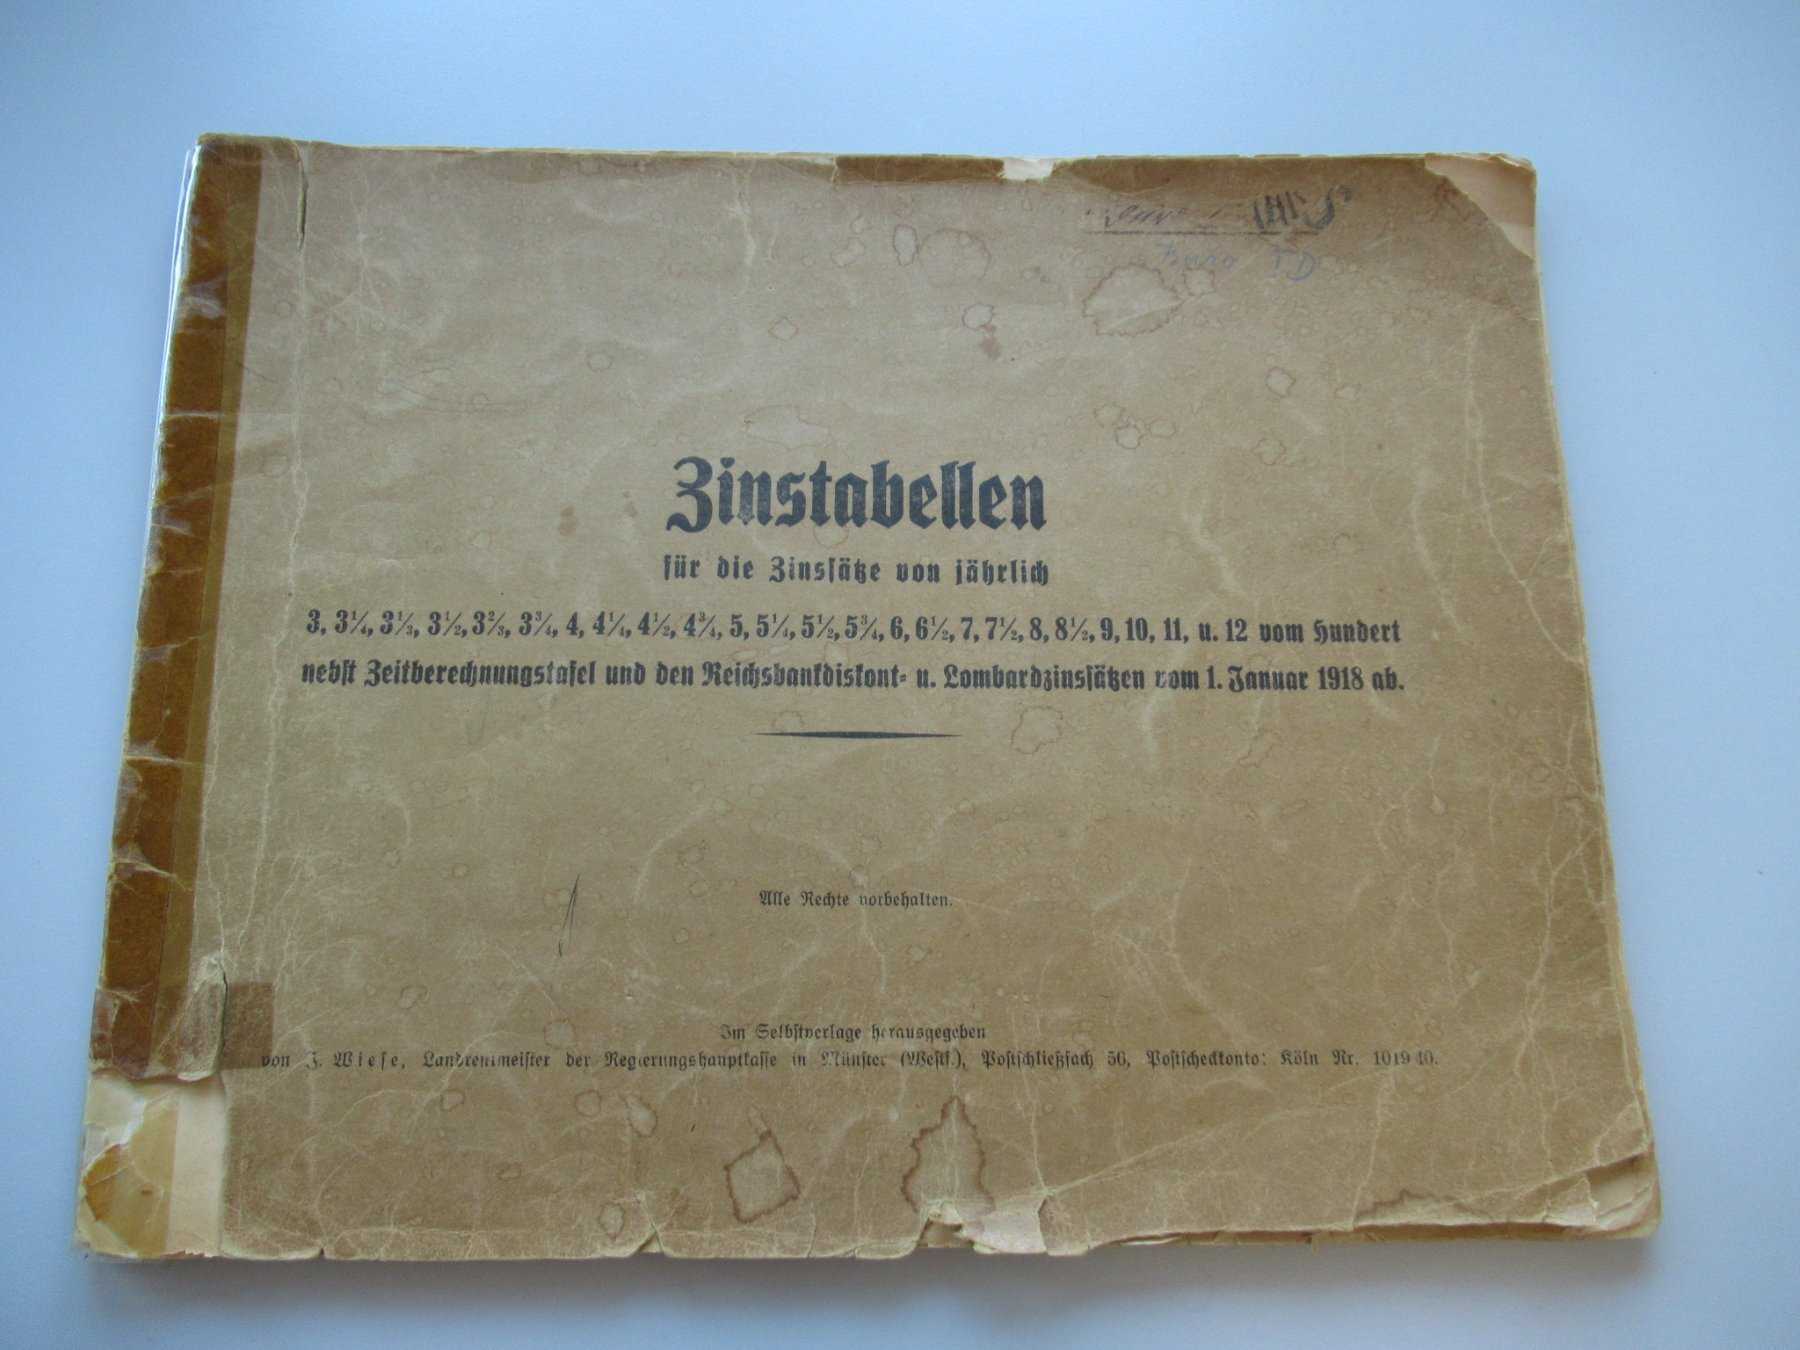 Büro I D
Zinstabellen
für die Zinssätze von jährlich
3, 3¼, 3⅓, 3½, 3⅔, 3¾, 4, 4¼, 4½, 4¾, 5, 5¼, 5½, 5¾, 6, 6½, 7, 7½, 8, 8½, 9, 10, 11, u. 12 vom Hundert
nebst Zeitberechnungstafel und den Reichsbankdiskont- u. Lombardzinssätzen vom 1. Januar 1918 ab.
Alle Rechte vorbehalten.
Im Selbstverlage herausgegeben
von J. Wiese, Landrentmeister der Regierungshauptkasse in Münster (Westf.), Postschließfach 56, Postscheckkonto: Köln Nr.